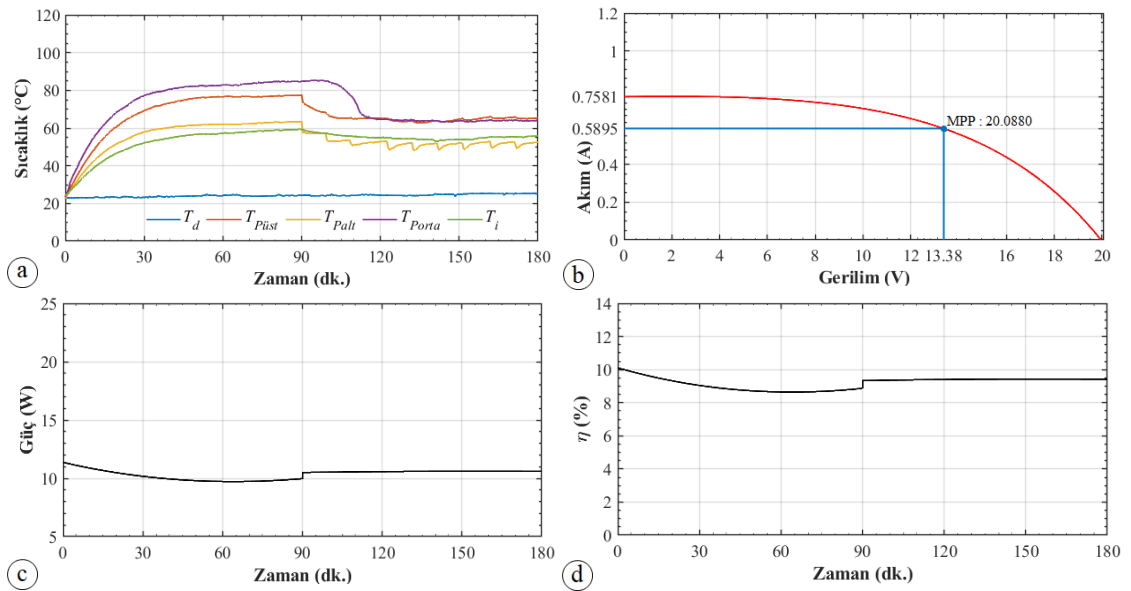 120
100
80
60
40
20
0
Sıcaklık (°C)
T_d T_Püst T_Palt T_Porta T_i
0 30 60 90 120 150 180
Zaman (dk.)
a
1.2
1
0.7581
0.5895
0.4
0.2
0
Akım (A)
MPP : 20.0880
0 2 4 6 8 10 12 13.38 16 18 20
Gerilim (V)
b
25
20
15
10
5
Güç (W)
0 30 60 90 120 150 180
Zaman (dk.)
c
14
12
10
8
6
4
2
0
η (%)
0 30 60 90 120 150 180
Zaman (dk.)
d